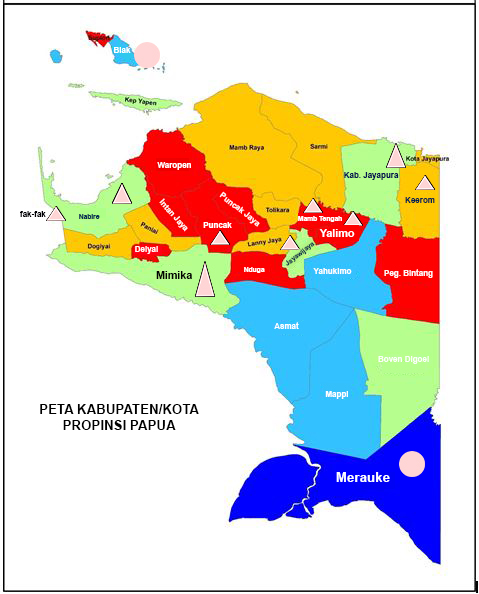 Supiori
Biak
Kep Yapen
Mamb Raya
Sarmi
Kota Jayapura
Waropen
Kab. Jayapura
Keerom
Intan Jaya
Puncak Jaya
Tolikara
Mamb Tengah
fak-fak
Nabire
Paniai
Puncak
Yalimo
Dogiyai
Deiyai
Lanny Jaya
Jayawijaya
Mimika
Nduga
Yahukimo
Peg. Bintang
Asmat
Boven Digoel
Mappi
PETA KABUPATEN/KOTA
PROPINSI PAPUA
Merauke